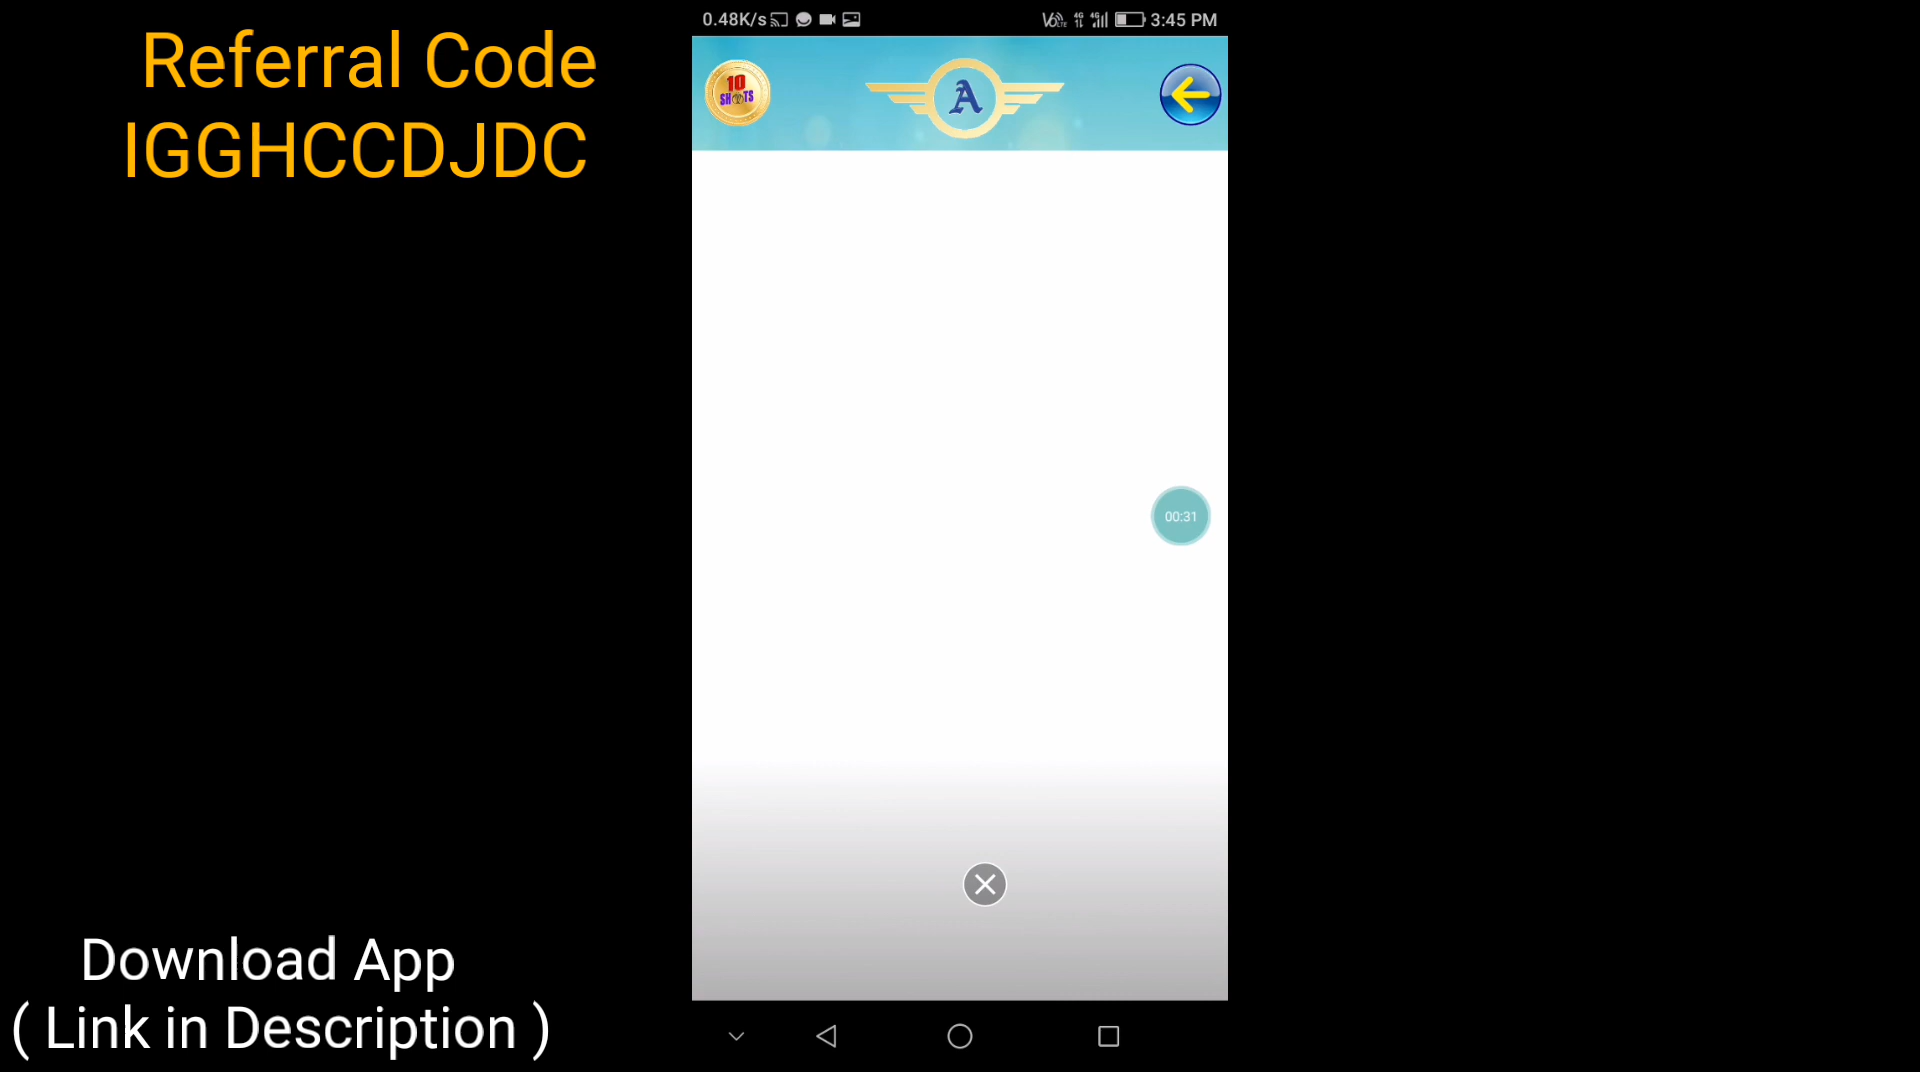 Referral Code
IGGHCCDJDC
0.48K/s 3:45 PM
10
SHOTS
A
00:31
Download App
( Link in Description )